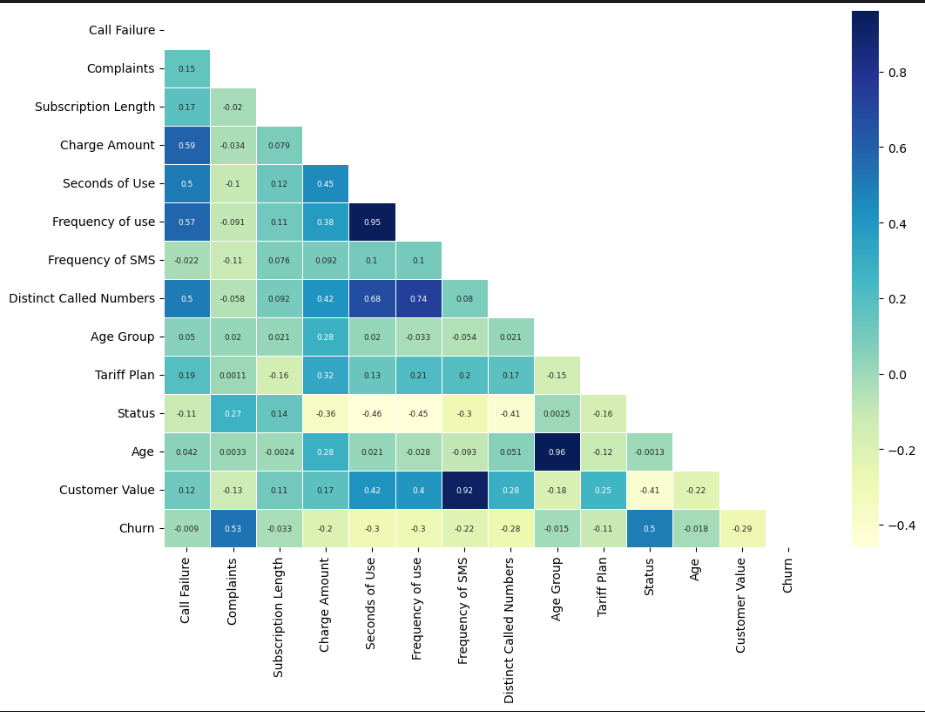 Call Failure
Complaints 0.15
Subscription Length 0.17 -0.02
Charge Amount 0.59 -0.034 0.079
Seconds of Use 0.5 -0.1 0.12 0.45
Frequency of use 0.57 -0.091 0.11 0.38 0.95
Frequency of SMS -0.022 -0.11 0.076 0.092 0.1 0.1
Distinct Called Numbers 0.5 -0.058 0.092 0.42 0.68 0.74 0.08
Age Group 0.05 0.02 0.021 0.28 0.02 -0.033 -0.054 0.021
Tariff Plan 0.19 0.0011 -0.16 0.32 0.13 0.21 0.2 0.17 -0.15
Status -0.11 0.27 0.14 -0.36 -0.46 -0.45 -0.3 -0.41 0.0025 -0.16
Age 0.042 0.0033 -0.0024 0.28 0.021 -0.028 -0.093 0.051 0.96 -0.12 -0.0013
Customer Value 0.12 -0.13 0.11 0.17 0.42 0.4 0.92 0.28 -0.18 0.25 -0.41 -0.22
Churn -0.009 0.53 -0.033 -0.2 -0.3 -0.3 -0.22 -0.28 -0.015 -0.11 0.5 -0.018 -0.29
Call Failure
Complaints
Subscription Length
Charge Amount
Seconds of Use
Frequency of use
Frequency of SMS
Distinct Called Numbers
Age Group
Tariff Plan
Status
Age
Customer Value
Churn
0.8
0.6
0.4
0.2
0.0
−0.2
−0.4